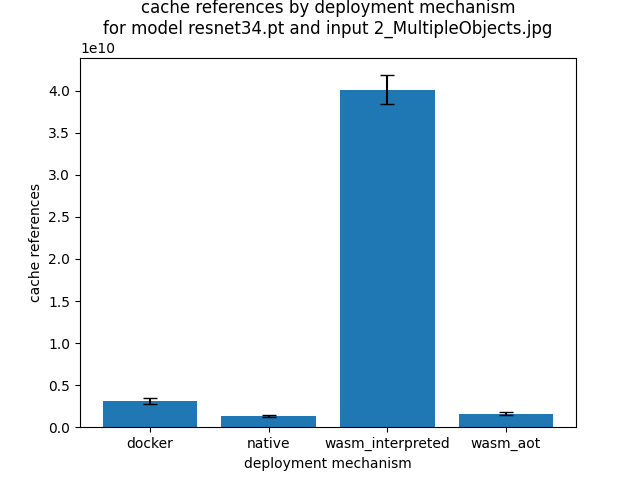 cache references by deployment mechanism
for model resnet34.pt and input 2_MultipleObjects.jpg
1e10
4.0
3.5
3.0
2.5
2.0
1.5
1.0
0.5
0.0
cache references
docker
native
wasm_interpreted
wasm_aot
deployment mechanism